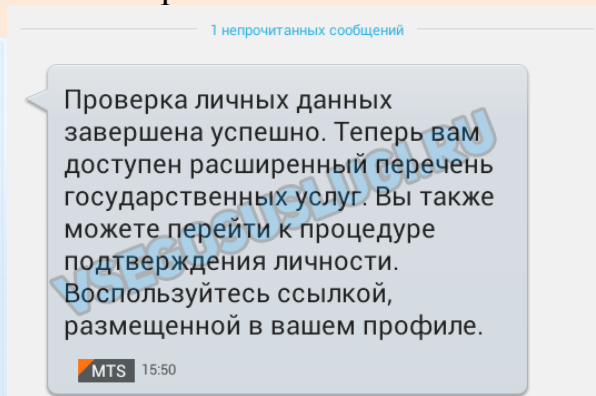 1 непрочитанных сообщений
Проверка личных данных
завершена успешно. Теперь вам
доступен расширенный перечень
государственных услуг. Вы также
можете перейти к процедуре
подтверждения личности.
Воспользуйтесь ссылкой,
размещенной в вашем профиле.
MTS 15:50
VSEGOSUSLUGI.RU